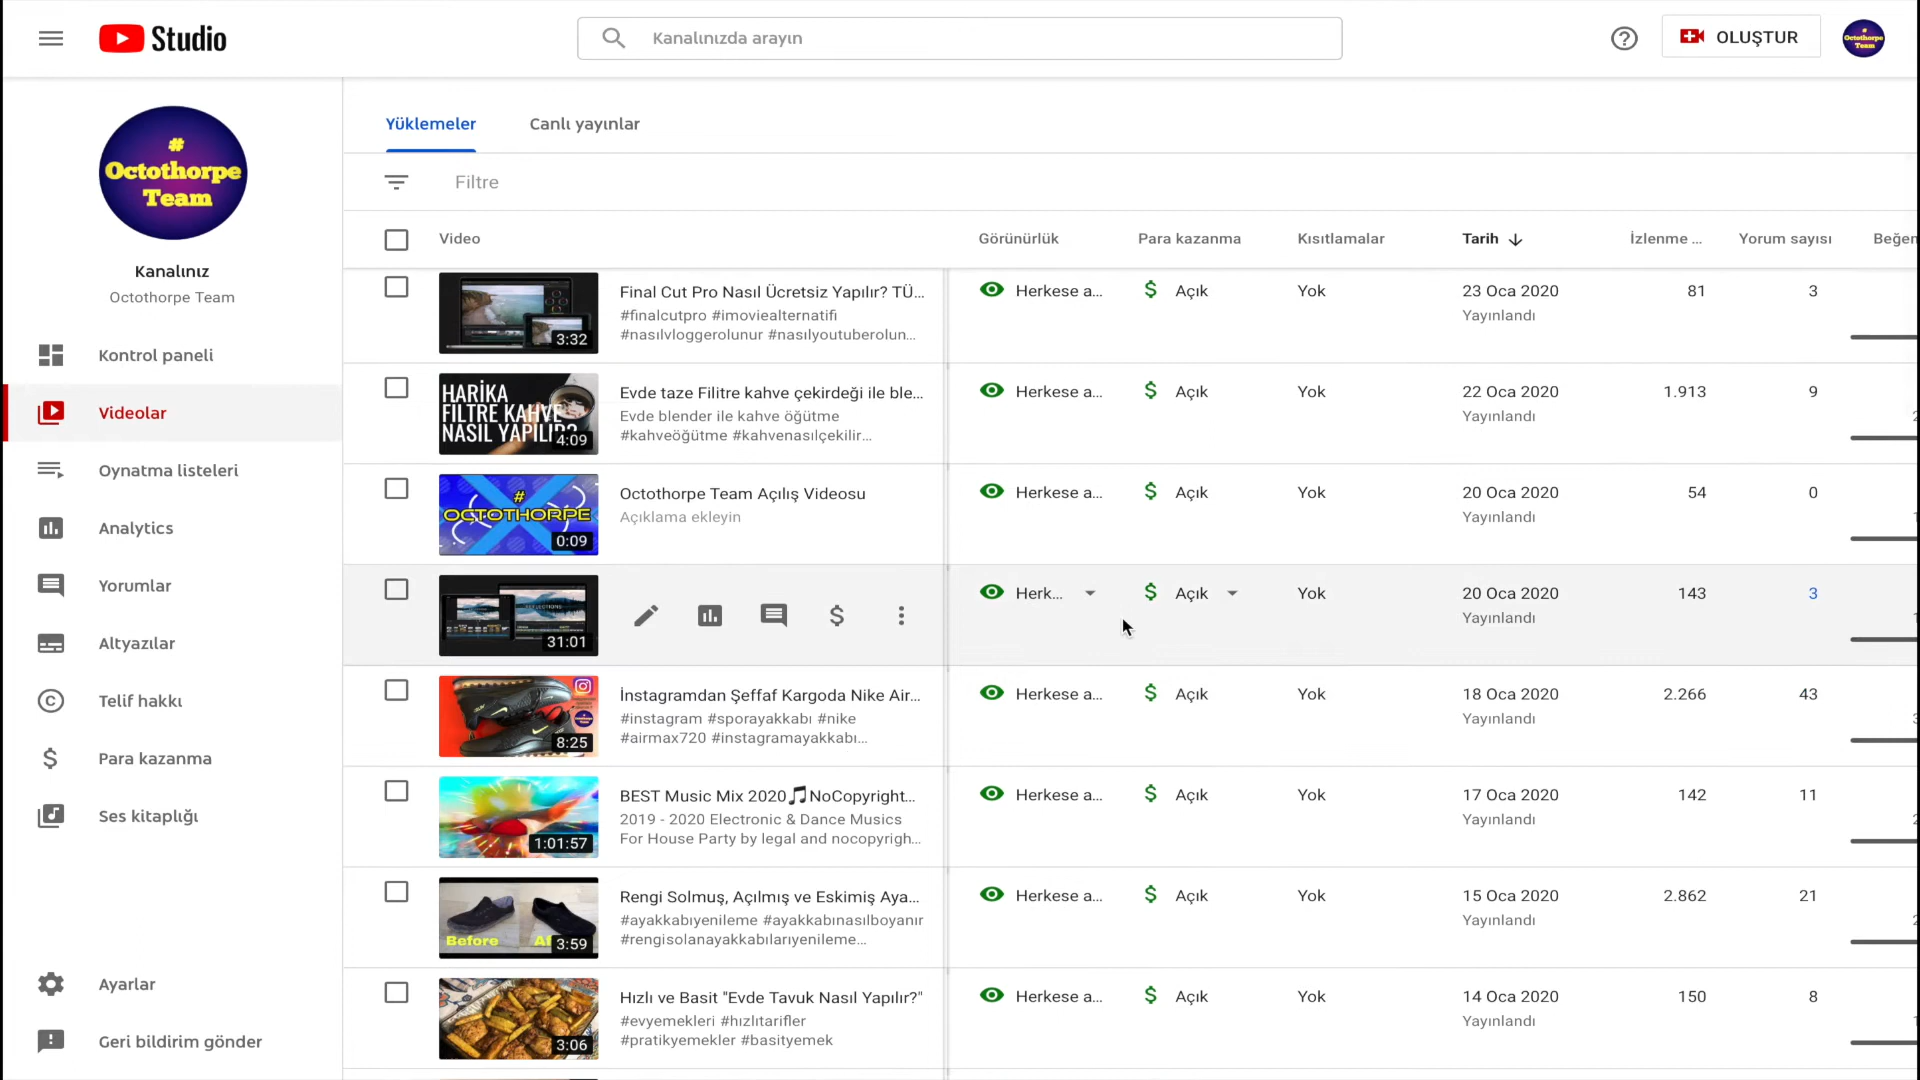 Studio
Kanalınızda arayın
OLUŞTUR
#
Octothorpe
Team
#
Octothorpe
Team
Kanalınız
Octothorpe Team
Kontrol paneli
Videolar
Oynatma listeleri
Analytics
Yorumlar
Altyazılar
Telif hakkı
Para kazanma
Ses kitaplığı
Ayarlar
Geri bildirim gönder
Yüklemeler
Canlı yayınlar
Filtre
Video
Görünürlük
Para kazanma
Kısıtlamalar
Tarih
İzlenme ...
Yorum sayısı
Beğen
3:32
Final Cut Pro Nasıl Ücretsiz Yapılır? TÜ...
#finalcutpro #imoviealternatifi
#nasılvloggerolunur #nasılyoutuberolun...
Herkese a...
Açık
Yok
23 Oca 2020
Yayınlandı
81
3
HARİKA
FİLTRE KAHVE
NASIL YAPILIR?
4:09
Evde taze Filitre kahve çekirdeği ile ble...
Evde blender ile kahve öğütme
#kahveöğütme #kahvenasılçekilir...
Herkese a...
Açık
Yok
22 Oca 2020
Yayınlandı
1.913
9
#
OCTOTHORPE
0:09
Octothorpe Team Açılış Videosu
Açıklama ekleyin
Herkese a...
Açık
Yok
20 Oca 2020
Yayınlandı
54
0
31:01
Herk...
Açık
Yok
20 Oca 2020
Yayınlandı
143
3
8:25
İnstagramdan Şeffaf Kargoda Nike Air...
#instagram #sporayakkabı #nike
#airmax720 #instagramayakkabı...
Herkese a...
Açık
Yok
18 Oca 2020
Yayınlandı
2.266
43
1:01:57
BEST Music Mix 2020🎵NoCopyright...
2019 - 2020 Electronic & Dance Musics
For House Party by legal and nocopyrigh...
Herkese a...
Açık
Yok
17 Oca 2020
Yayınlandı
142
11
Before
3:59
Rengi Solmuş, Açılmış ve Eskimiş Aya...
#ayakkabıyenileme #ayakkabınasılboyanır
#rengisolanayakkabılarıyenileme...
Herkese a...
Açık
Yok
15 Oca 2020
Yayınlandı
2.862
21
3:06
Hızlı ve Basit "Evde Tavuk Nasıl Yapılır?"
#evyemekleri #hızlıtarifler
#pratikyemekler #basityemek
Herkese a...
Açık
Yok
14 Oca 2020
Yayınlandı
150
8